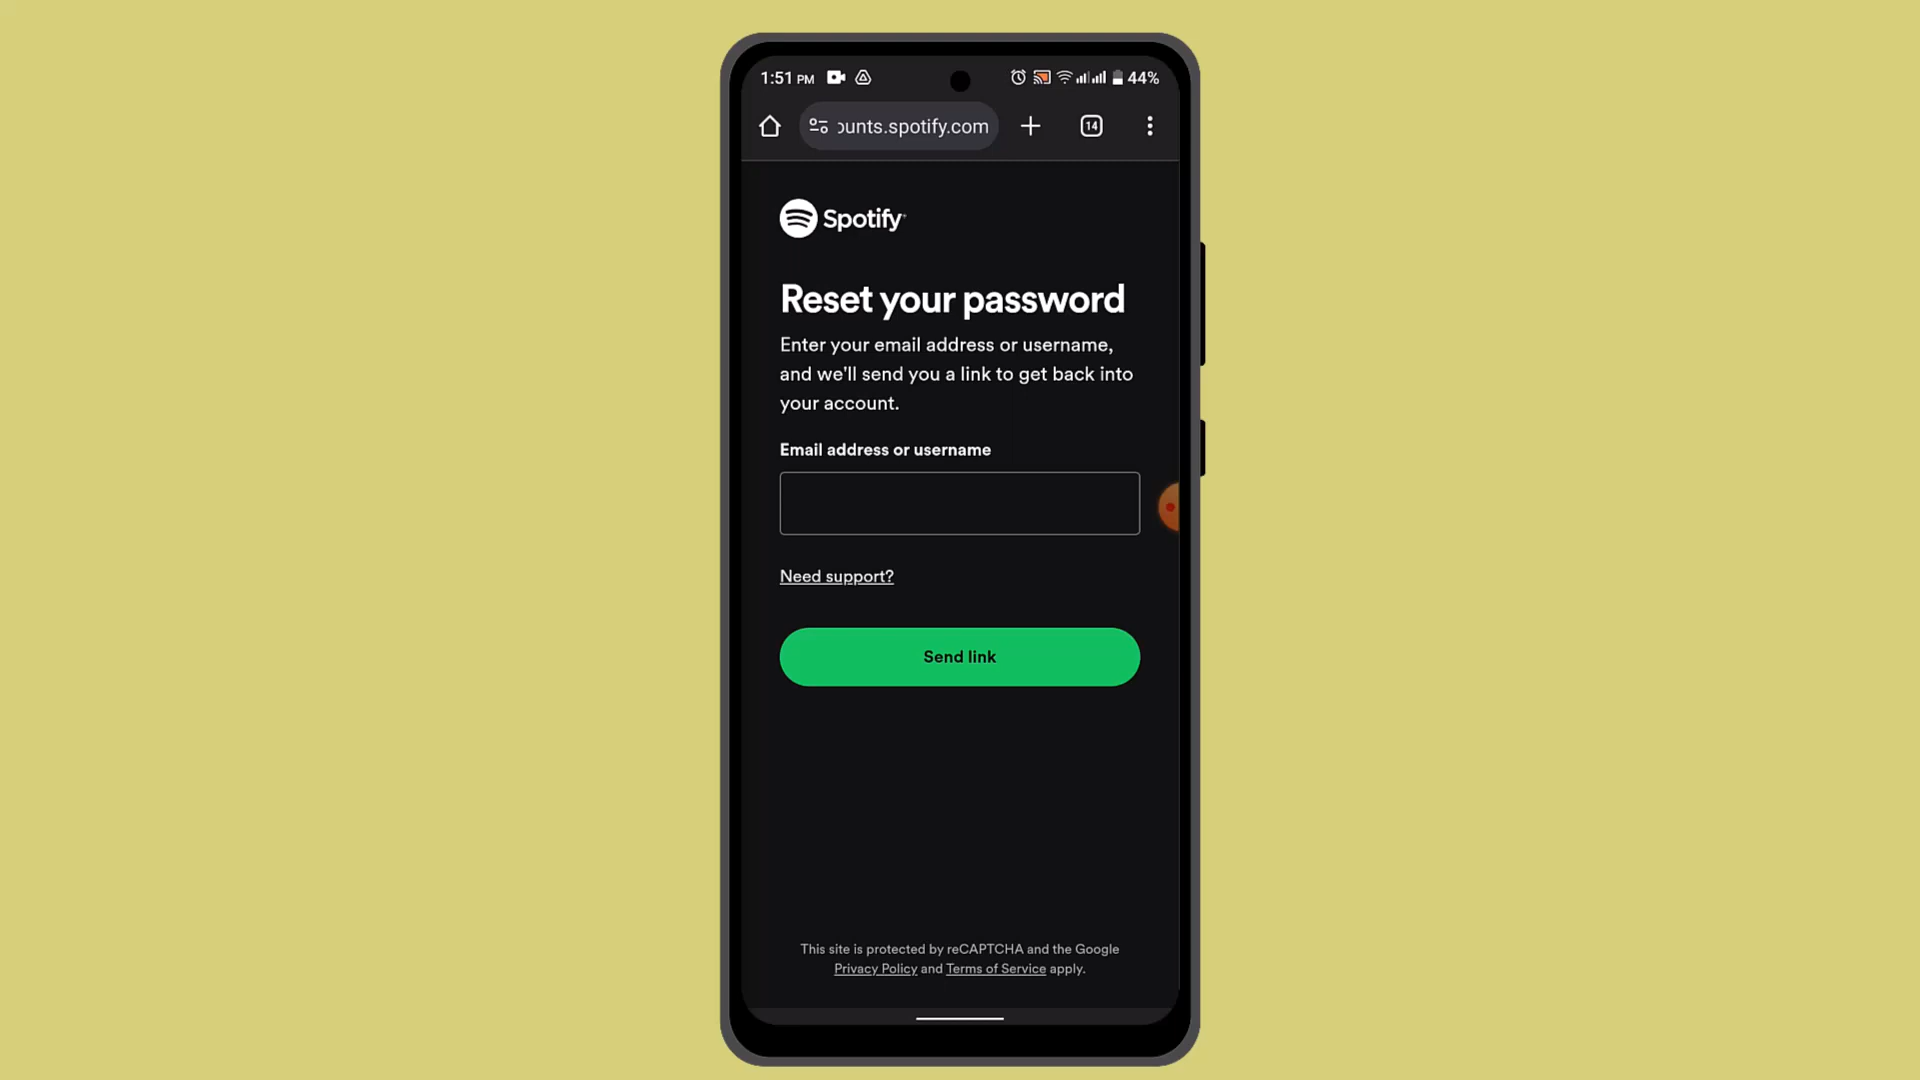 1:51 PM 44%
ounts.spotify.com 14
Spotify
Reset your password
Enter your email address or username,
and we'll send you a link to get back into
your account.
Email address or username
Need support?
Send link
This site is protected by reCAPTCHA and the Google
Privacy Policy and Terms of Service apply.